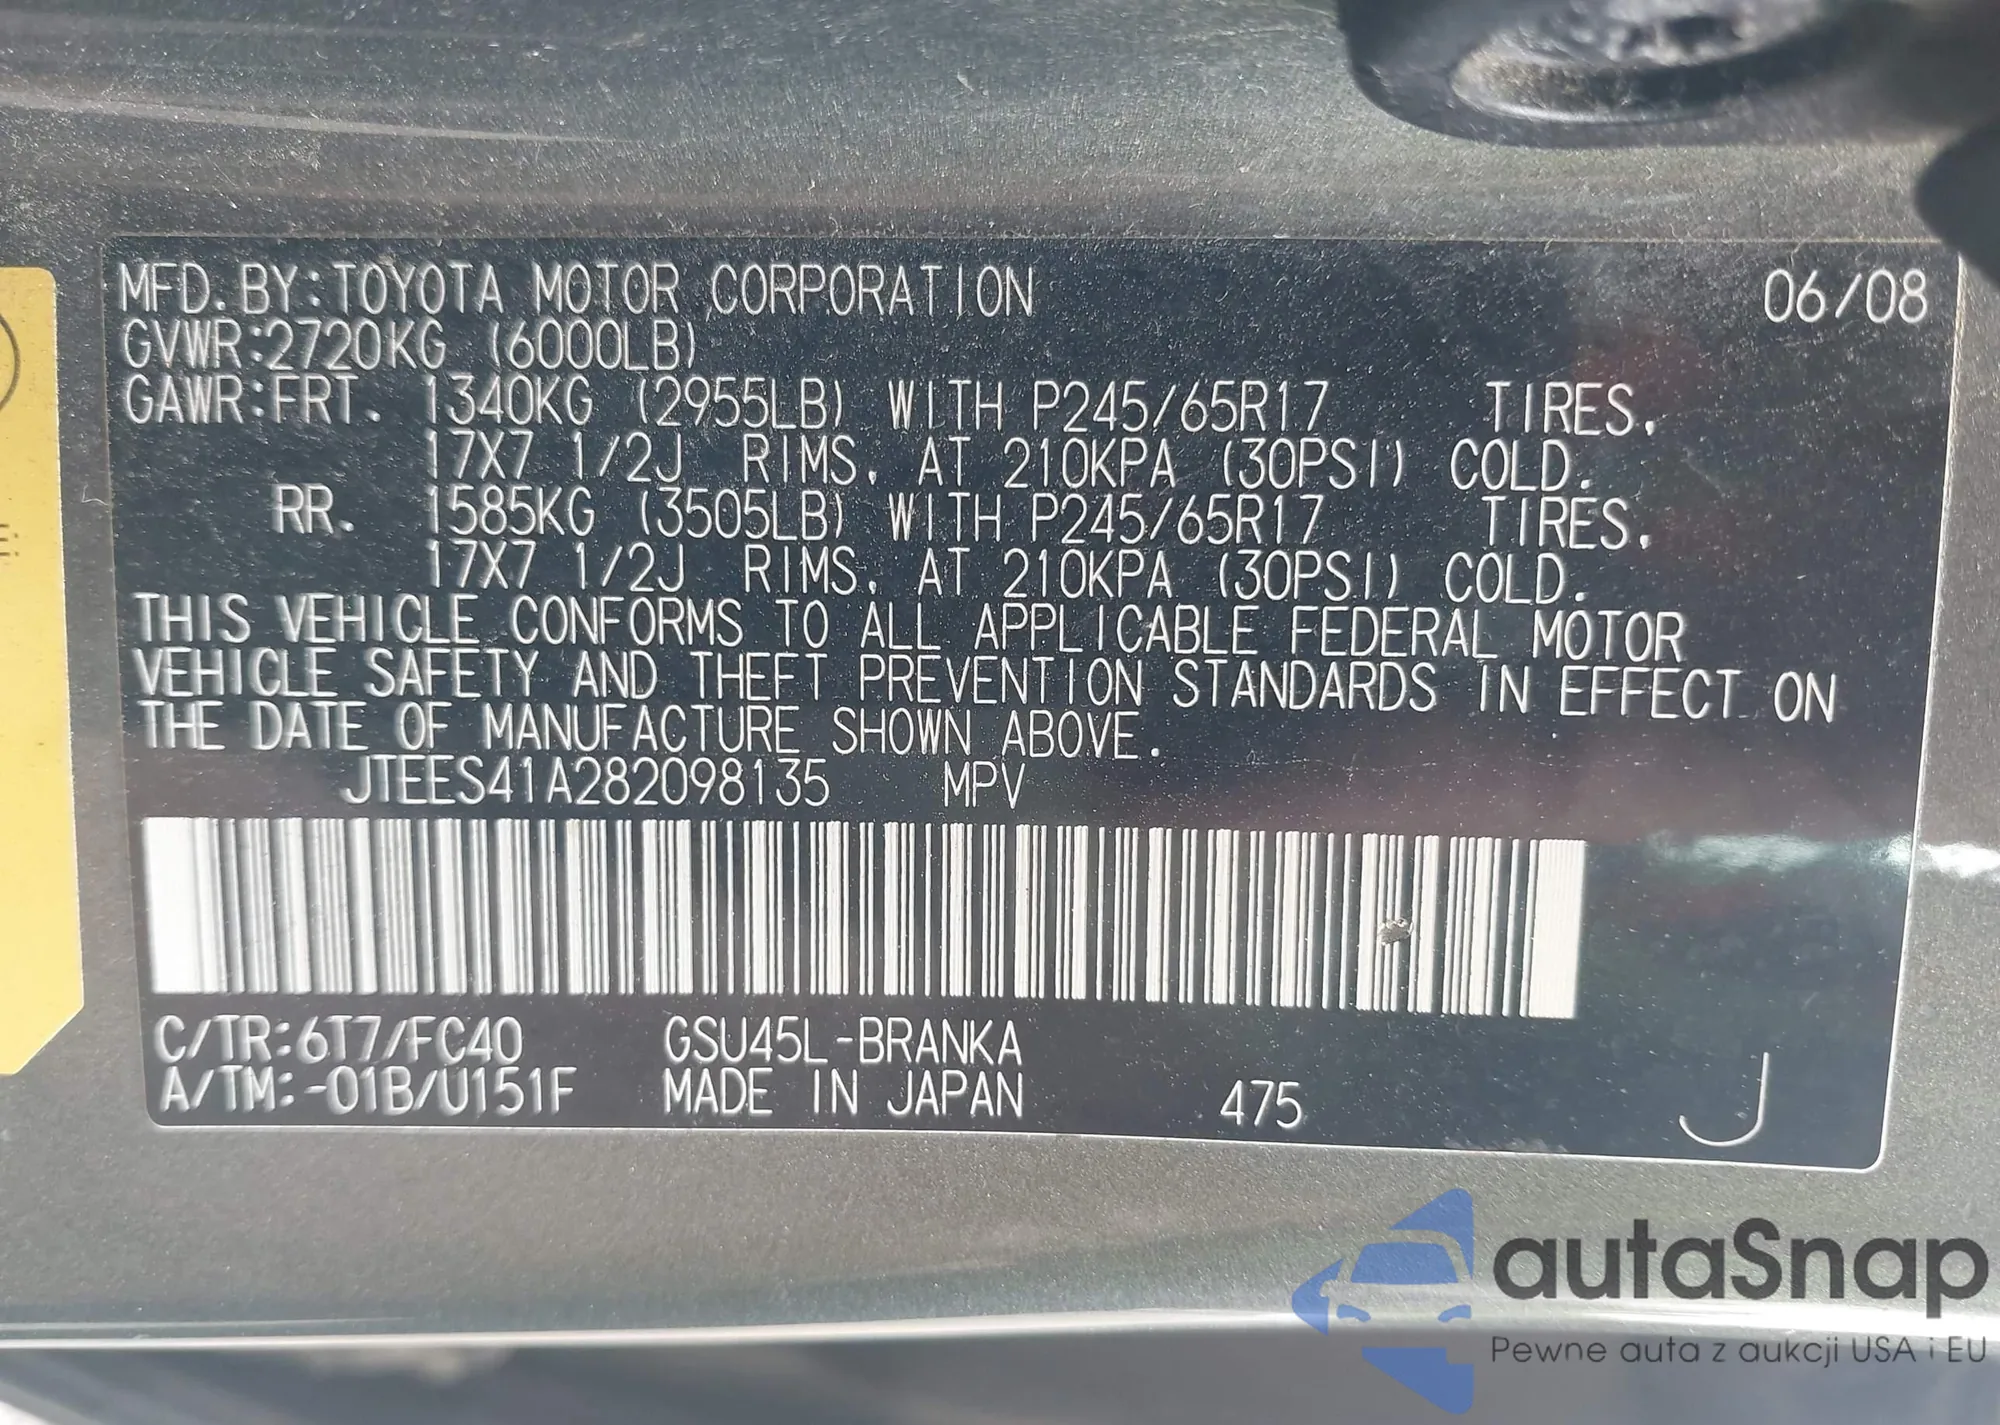 MFD. BY: TOYOTA MOTOR CORPORATION 06/08
GVWR:2720KG (6000LB)
GAWR:FRT. 1340KG (2955LB) WITH P245/65R17 TIRES.
17X7 1/2J RIMS. AT 210KPA (30PSI) COLD.
RR. 1585KG (3505LB) WITH P245/65R17 TIRES.
17X7 1/2J RIMS. AT 210KPA (30PSI) COLD.
THIS VEHICLE CONFORMS TO ALL APPLICABLE FEDERAL MOTOR
VEHICLE SAFETY AND THEFT PREVENTION STANDARDS IN EFFECT ON
THE DATE OF MANUFACTURE SHOWN ABOVE.
JTEES41A282098135 MPV
C/TR:6T7/FC40 GSU45L-BRANKA
A/TM:-01B/U151F MADE IN JAPAN 475 J
autaSnap
Pewne auta z aukcji USA i EU